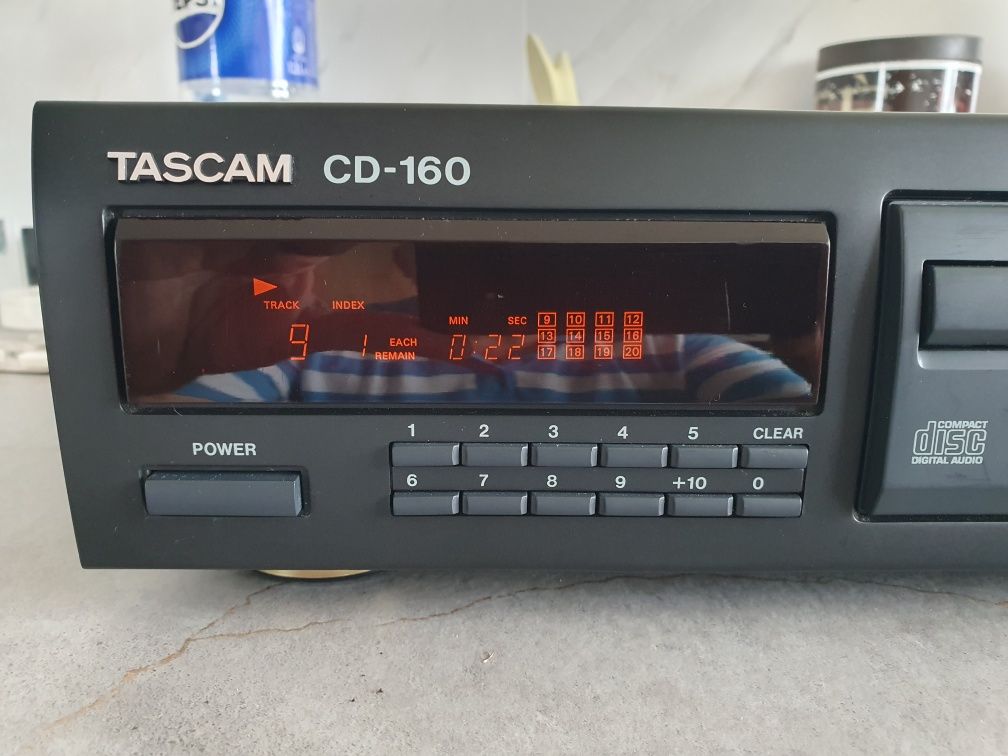 TASCAM CD-160
TRACK INDEX
MIN SEC
9 1 EACH REMAIN 0:22
9 10 11 12
13 14 15 16
17 18 19 20
POWER
1 2 3 4 5 CLEAR
6 7 8 9 +10 0
COMPACT
disc
DIGITAL AUDIO